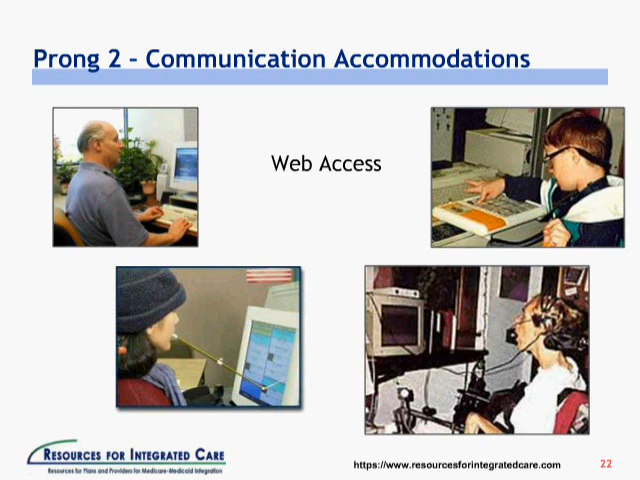 Prong 2 – Communication Accommodations
Web Access
RESOURCES FOR INTEGRATED CARE
Resources for Plans and Providers for Medicare-Medicaid Integration
https://www.resourcesforintegratedcare.com
22